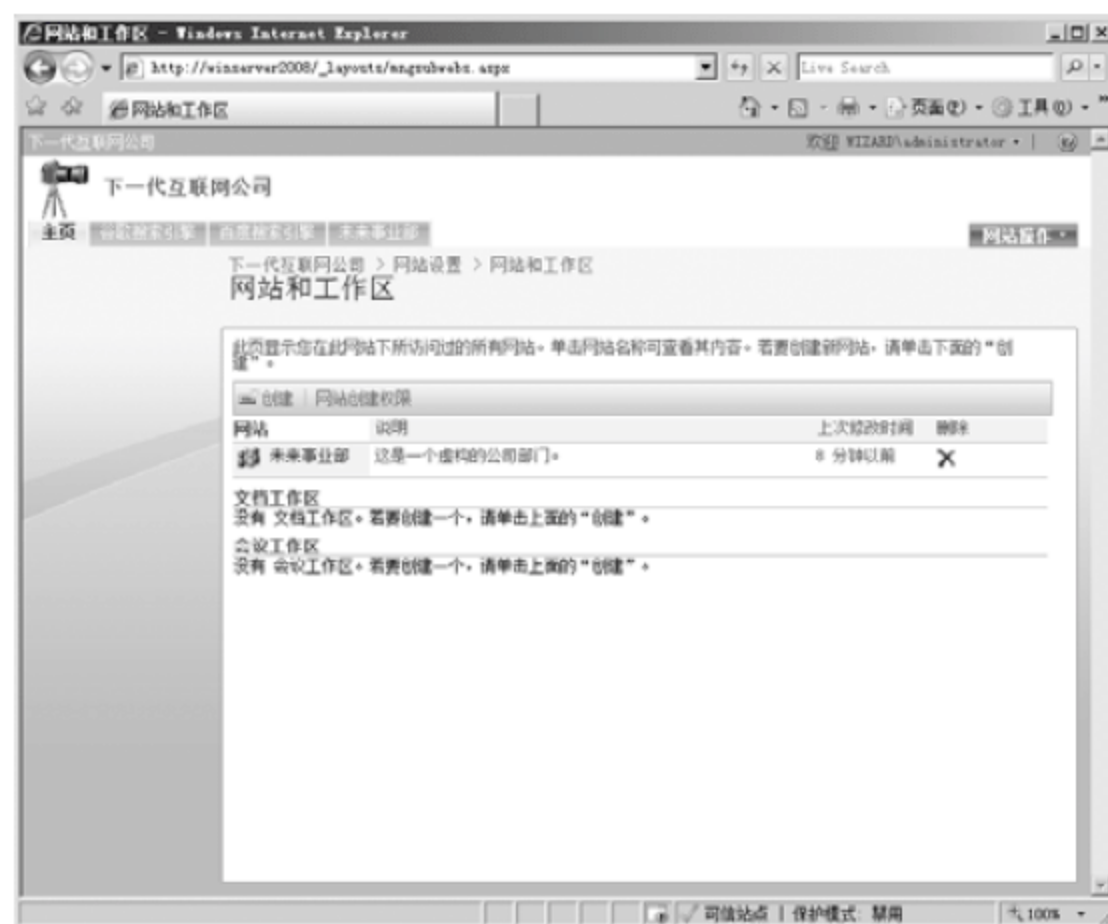 网站和工作区 - Windows Internet Explorer
http://winserver2008/_layouts/mngsubwebs.aspx
Live Search
网站和工作区
页面(P)
工具(O)
下一代互联网公司
欢迎 WIZARD\administrator
下一代互联网公司
主页 谷歌搜索引擎 百度搜索引擎 未来事业部
网站操作
下一代互联网公司 > 网站设置 > 网站和工作区
网站和工作区
此页显示您在此网站下所访问过的所有网站。单击网站名称可查看其内容。若要创建新网站，请单击下面的“创
建”。
创建 | 网站创建权限
网站 说明 上次修改时间 删除
未来事业部 这是一个虚构的公司部门。 8 分钟以前
文档工作区
没有 文档工作区。若要创建一个，请单击上面的“创建”。
会议工作区
没有 会议工作区。若要创建一个，请单击上面的“创建”。
可信站点 | 保护模式: 禁用
100%